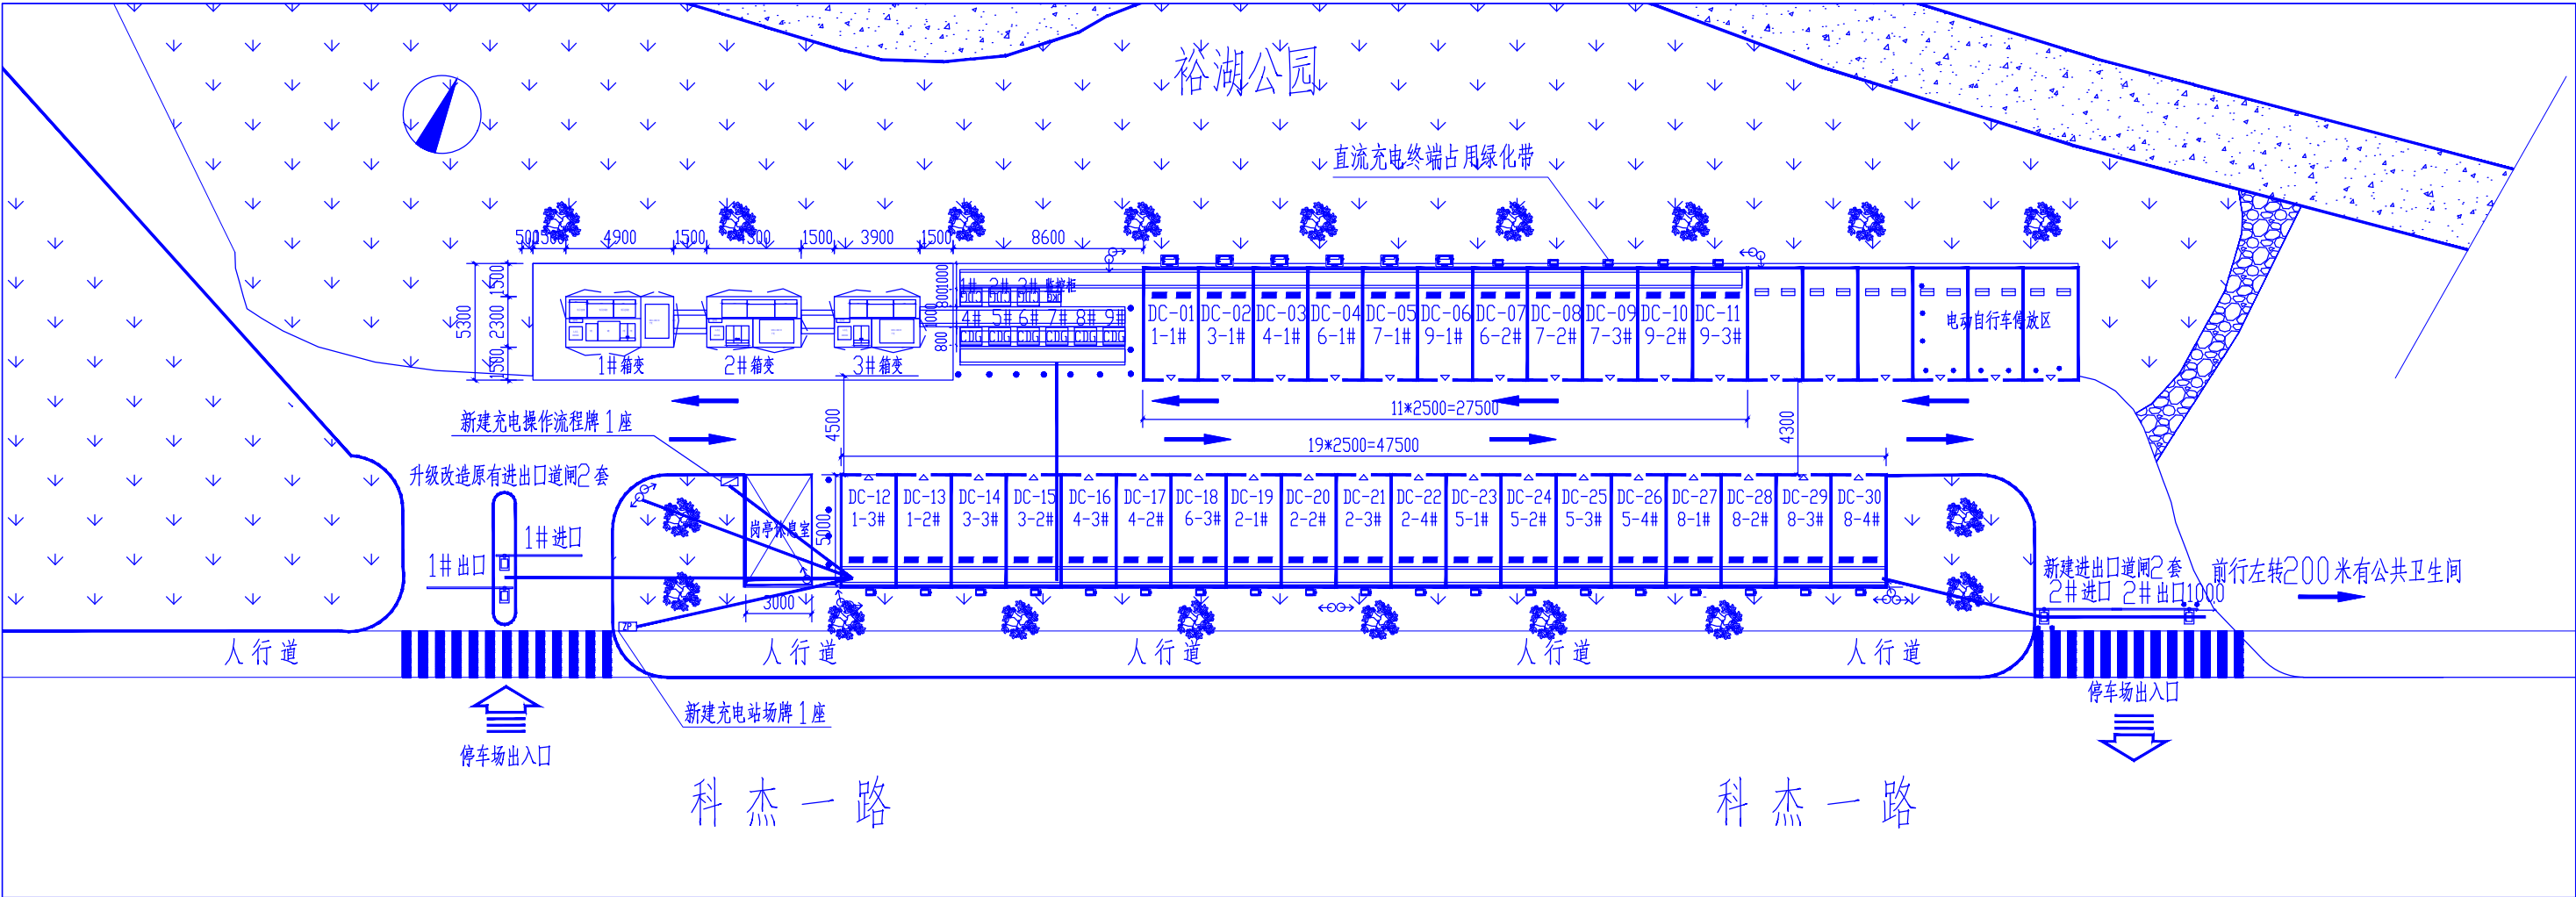 裕湖公园
直流充电终端占用绿化带
500 1500 4900 1500 4300 1500 3900 1500 8600
5300
1500
2300
1500
1000
800
1000
800
1# 2# 3# 监控柜
4# 5# 6# 7# 8# 9#
CDG CDG CDG CDG CDG CDG
1#箱变
2#箱变
3#箱变
DC-01 DC-02 DC-03 DC-04 DC-05 DC-06 DC-07 DC-08 DC-09 DC-10 DC-11
1-1# 3-1# 4-1# 6-1# 7-1# 9-1# 6-2# 7-2# 7-3# 9-2# 9-3#
电动自行车停放区
11*2500=27500
19*2500=47500
4500
4300
新建充电操作流程牌1座
升级改造原有进出口道闸2套
1#进口
1#出口
岗亭休息室
5000
3000
ZP
DC-12 DC-13 DC-14 DC-15 DC-16 DC-17 DC-18 DC-19 DC-20 DC-21 DC-22 DC-23 DC-24 DC-25 DC-26 DC-27 DC-28 DC-29 DC-30
1-3# 1-2# 3-3# 3-2# 4-3# 4-2# 6-3# 2-1# 2-2# 2-3# 2-4# 5-1# 5-2# 5-3# 5-4# 8-1# 8-2# 8-3# 8-4#
新建进出口道闸2套
2#进口 2#出口 1000
前行左转200米有公共卫生间
人行道 人行道 人行道 人行道 人行道
新建充电站场牌1座
停车场出入口
停车场出入口
科杰一路 科杰一路